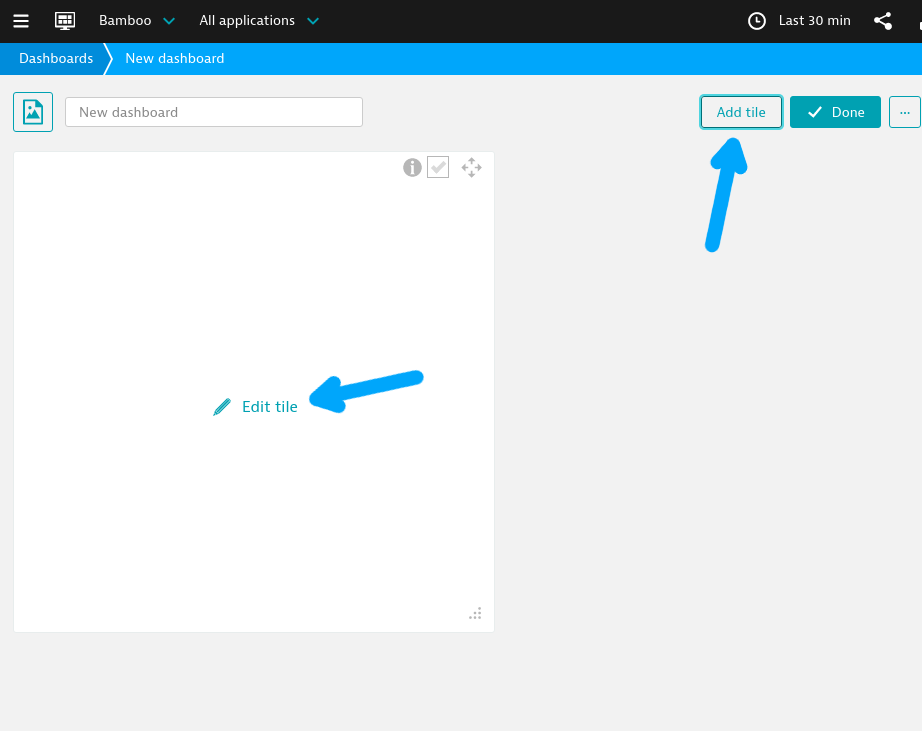 Bamboo All applications Last 30 min
Dashboards New dashboard
New dashboard Add tile Done ...
Edit tile